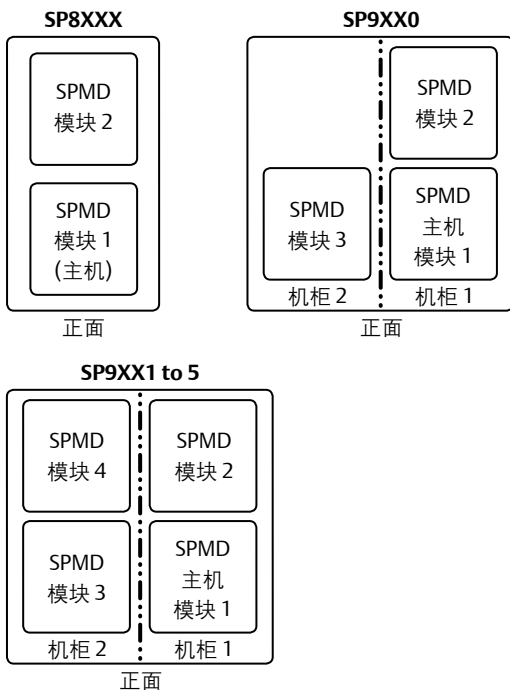 SP8XXX
SPMD
模块 2
SPMD
模块 1
(主机)
正面
SP9XX0
SPMD
模块 2
SPMD
模块 3
SPMD
主机
模块 1
机柜 2
机柜 1
正面
SP9XX1 to 5
SPMD
模块 4
SPMD
模块 2
SPMD
模块 3
SPMD
主机
模块 1
机柜 2
机柜 1
正面